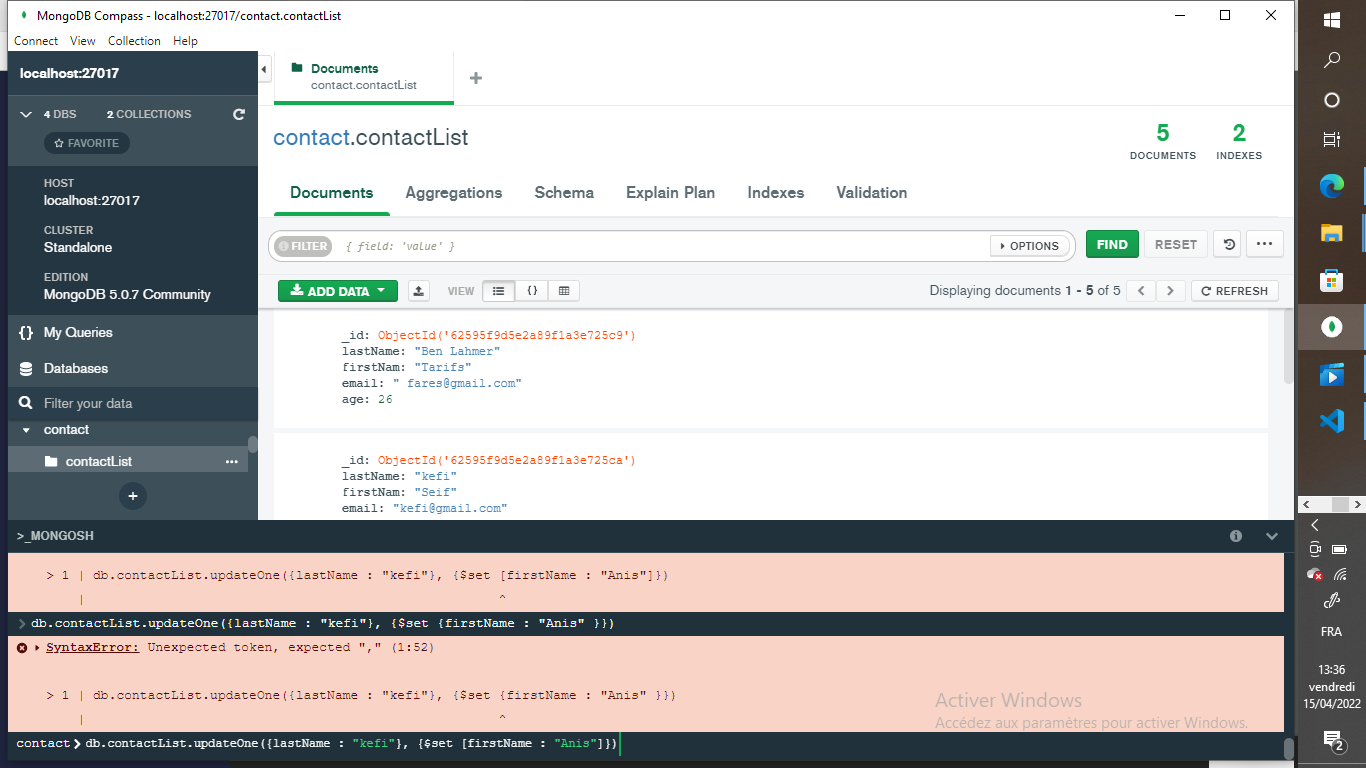 MongoDB Compass - localhost:27017/contact.contactList
Connect View Collection Help
localhost:27017
Documents
contact.contactList
4 DBS 2 COLLECTIONS
FAVORITE
contact.contactList
5
DOCUMENTS
2
INDEXES
HOST
localhost:27017
CLUSTER
Standalone
EDITION
MongoDB 5.0.7 Community
Documents Aggregations Schema Explain Plan Indexes Validation
FILTER { field: 'value' } OPTIONS FIND RESET
ADD DATA VIEW {} Displaying documents 1 - 5 of 5 REFRESH
{} My Queries
Databases
Filter your data
contact
contactList
_id: ObjectId('62595f9d5e2a89f1a3e725c9')
lastName: "Ben Lahmer"
firstNam: "Tarifs"
email: " fares@gmail.com"
age: 26
_id: ObjectId('62595f9d5e2a89f1a3e725ca')
lastName: "kefi"
firstNam: "Seif"
email: "kefi@gmail.com"
>_MONGOSH
> 1 | db.contactList.updateOne({lastName : "kefi"}, {$set [firstName : "Anis"]})
| ^
> db.contactList.updateOne({lastName : "kefi"}, {$set {firstName : "Anis" }})
SyntaxError: Unexpected token, expected "," (1:52)
> 1 | db.contactList.updateOne({lastName : "kefi"}, {$set {firstName : "Anis" }})
| ^
contact> db.contactList.updateOne({lastName : "kefi"}, {$set [firstName : "Anis"]})
Activer Windows
Accédez aux paramètres pour activer Windows.
FRA
13:36
vendredi
15/04/2022
2